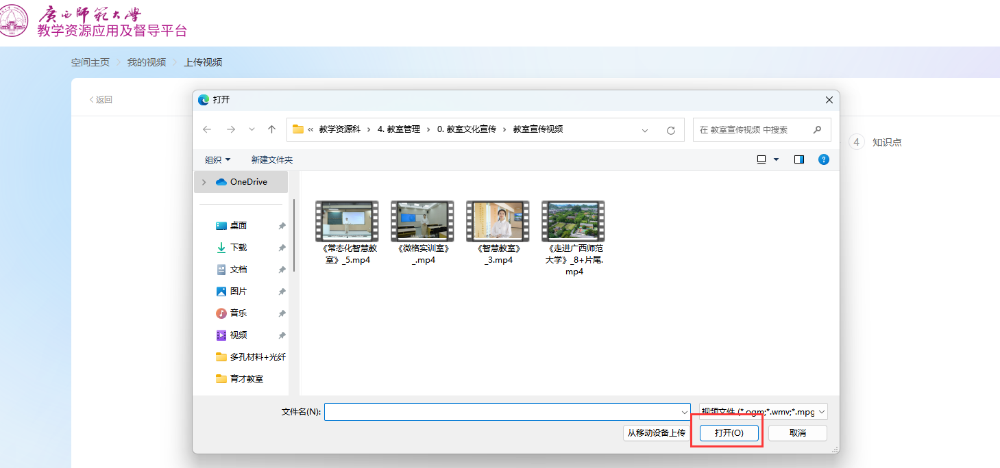 廣西師範大學
教学资源应用及督导平台
空间主页 > 我的视频 > 上传视频
< 返回
打开
« 教学资源科 › 4. 教室管理 › 0. 教室文化宣传 › 教室宣传视频
在 教室宣传视频 中搜索
4 知识点
组织
新建文件夹
OneDrive
桌面
下载
文档
图片
音乐
视频
多孔材料+光纤
育才教室
《常态化智慧教
室》_5.mp4
《微格实训室》
_.mp4
《智慧教室》
_3.mp4
《走进广西师范
大学》_8+片尾.
mp4
文件名(N):
视频文件 (*.ogm;*.wmv;*.mpg
从移动设备上传
打开(O)
取消